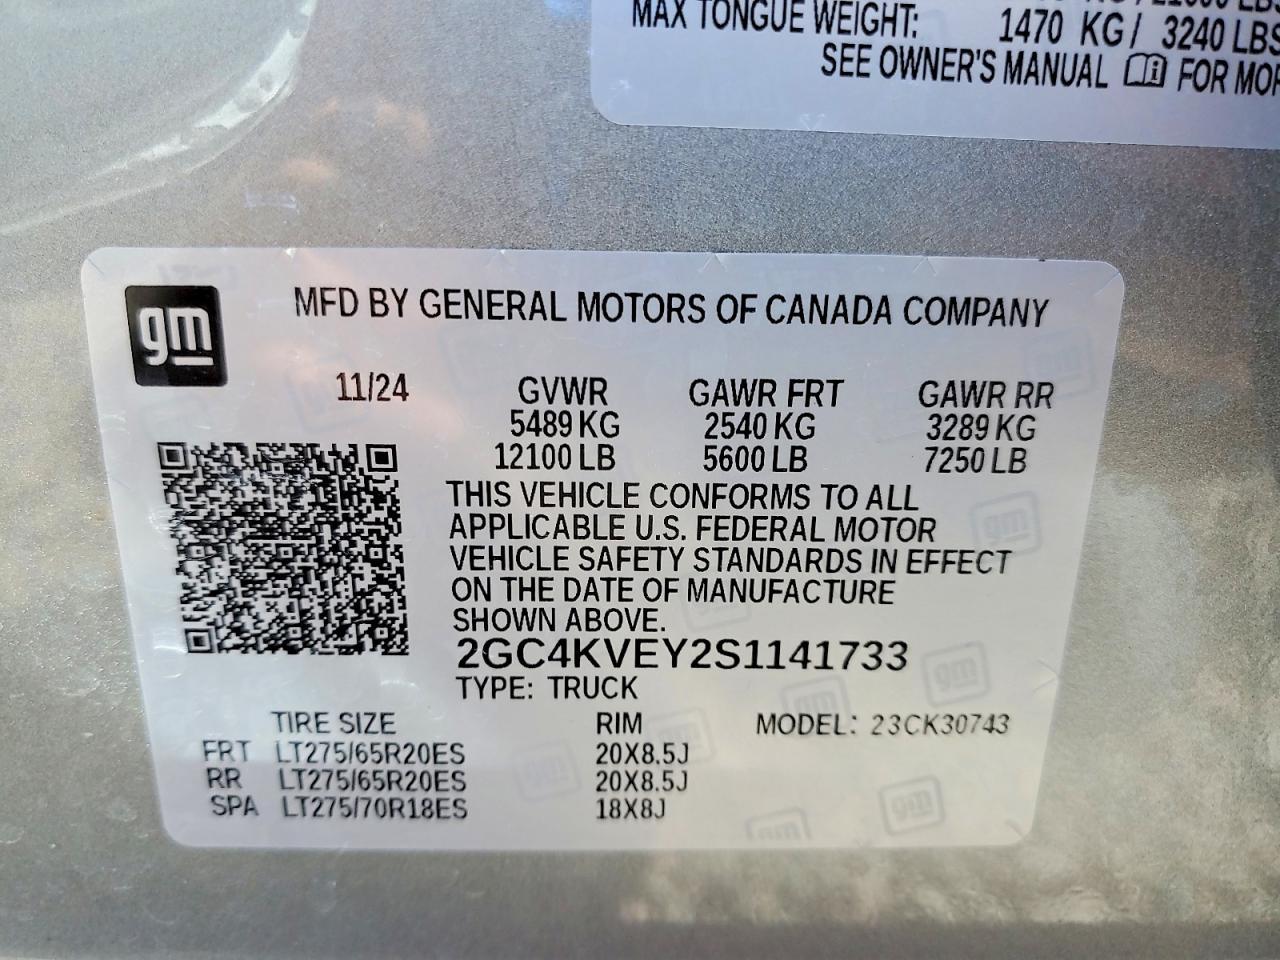 MAX TONGUE WEIGHT: 1470 KG/ 3240 LBS
SEE OWNER'S MANUAL FOR MOR
gm
MFD BY GENERAL MOTORS OF CANADA COMPANY
11/24 GVWR GAWR FRT GAWR RR
5489 KG 2540 KG 3289 KG
12100 LB 5600 LB 7250 LB
THIS VEHICLE CONFORMS TO ALL
APPLICABLE U.S. FEDERAL MOTOR
VEHICLE SAFETY STANDARDS IN EFFECT
ON THE DATE OF MANUFACTURE
SHOWN ABOVE.
2GC4KVEY2S1141733
TYPE: TRUCK
TIRE SIZE RIM MODEL: 23CK30743
FRT LT275/65R20ES 20X8.5J
RR LT275/65R20ES 20X8.5J
SPA LT275/70R18ES 18X8J